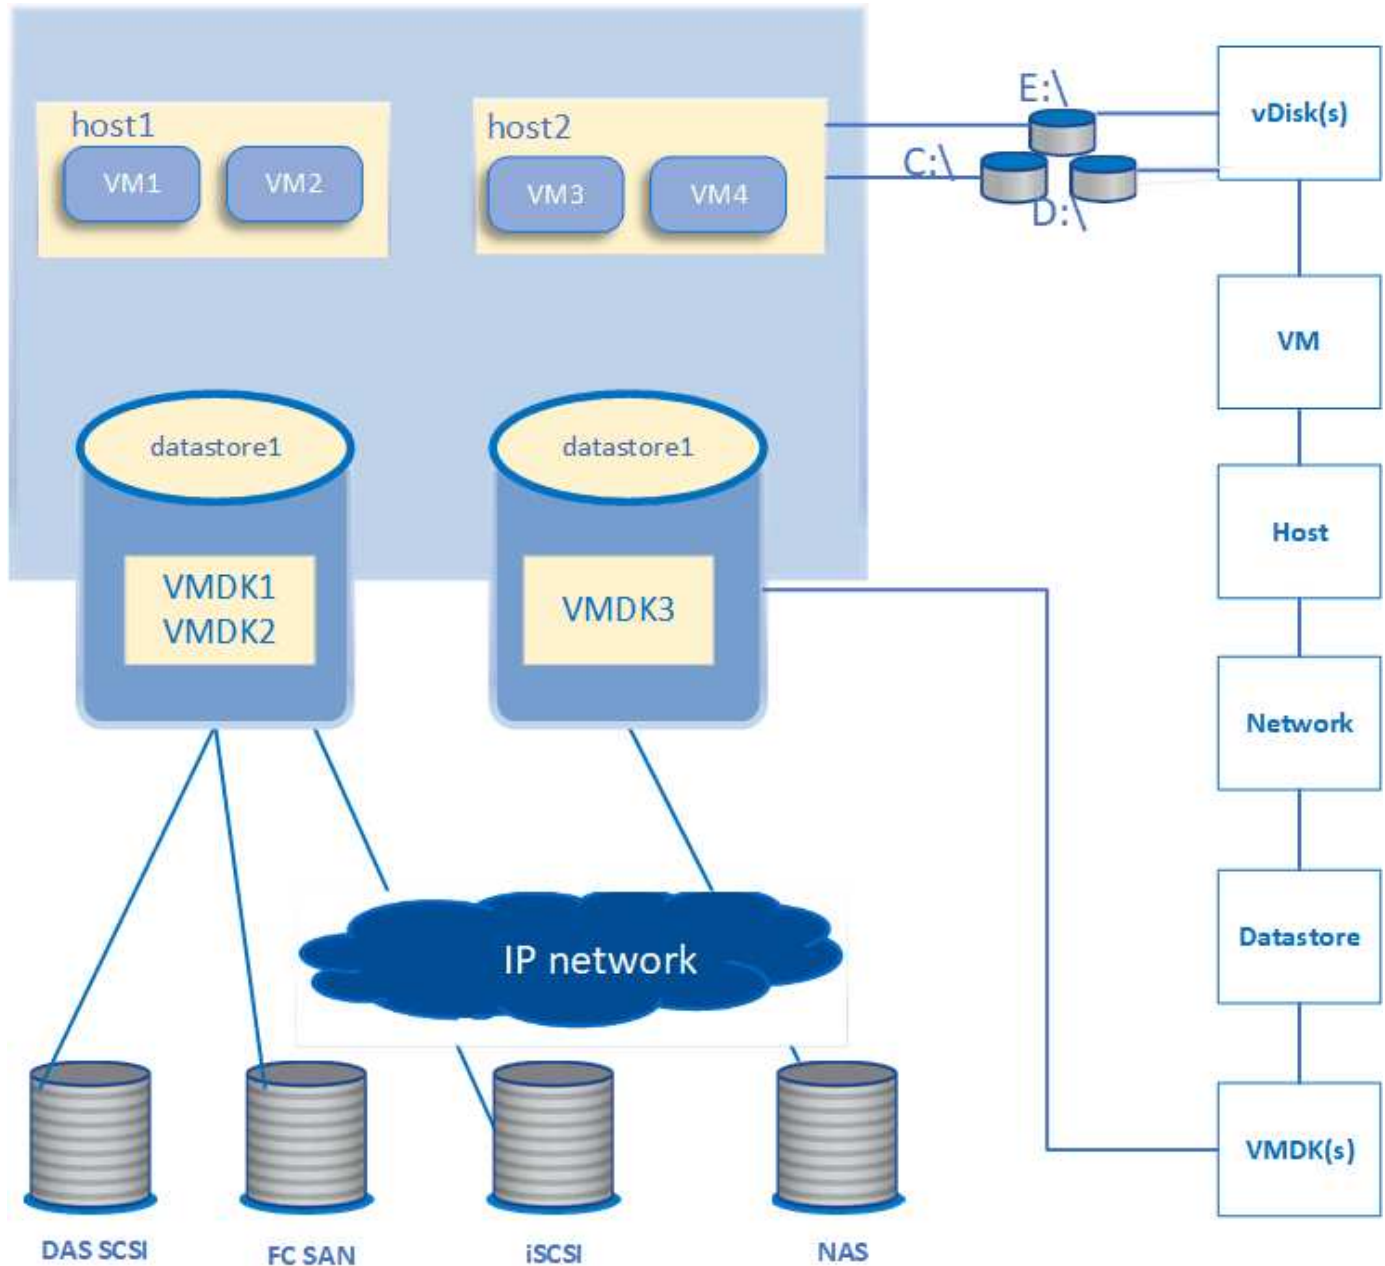 host1
VM1
VM2
host2
VM3
VM4
E:\
C:\
D:\
vDisk(s)
VM
Host
Network
Datastore
VMDK(s)
datastore1
VMDK1
VMDK2
datastore1
VMDK3
IP network
DAS SCSI
FC SAN
iSCSI
NAS